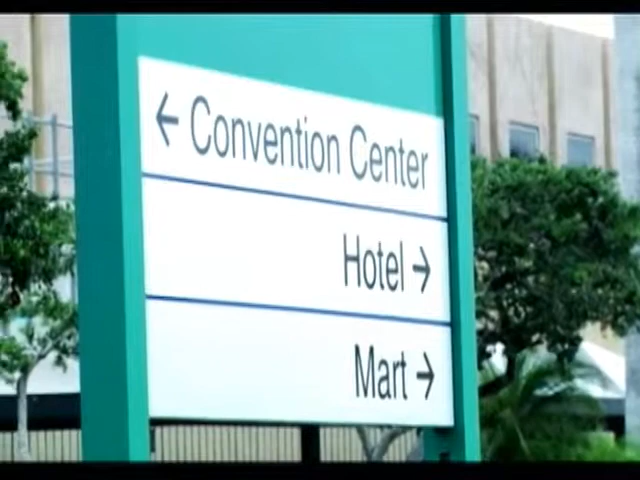 ← Convention Center
Hotel →
Mart →